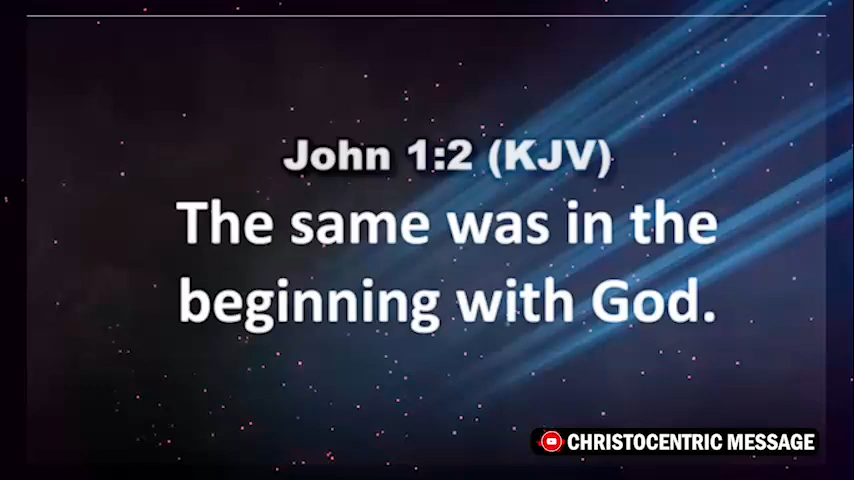 John 1:2 (KJV)
The same was in the
beginning with God.
CHRISTOCENTRIC MESSAGE